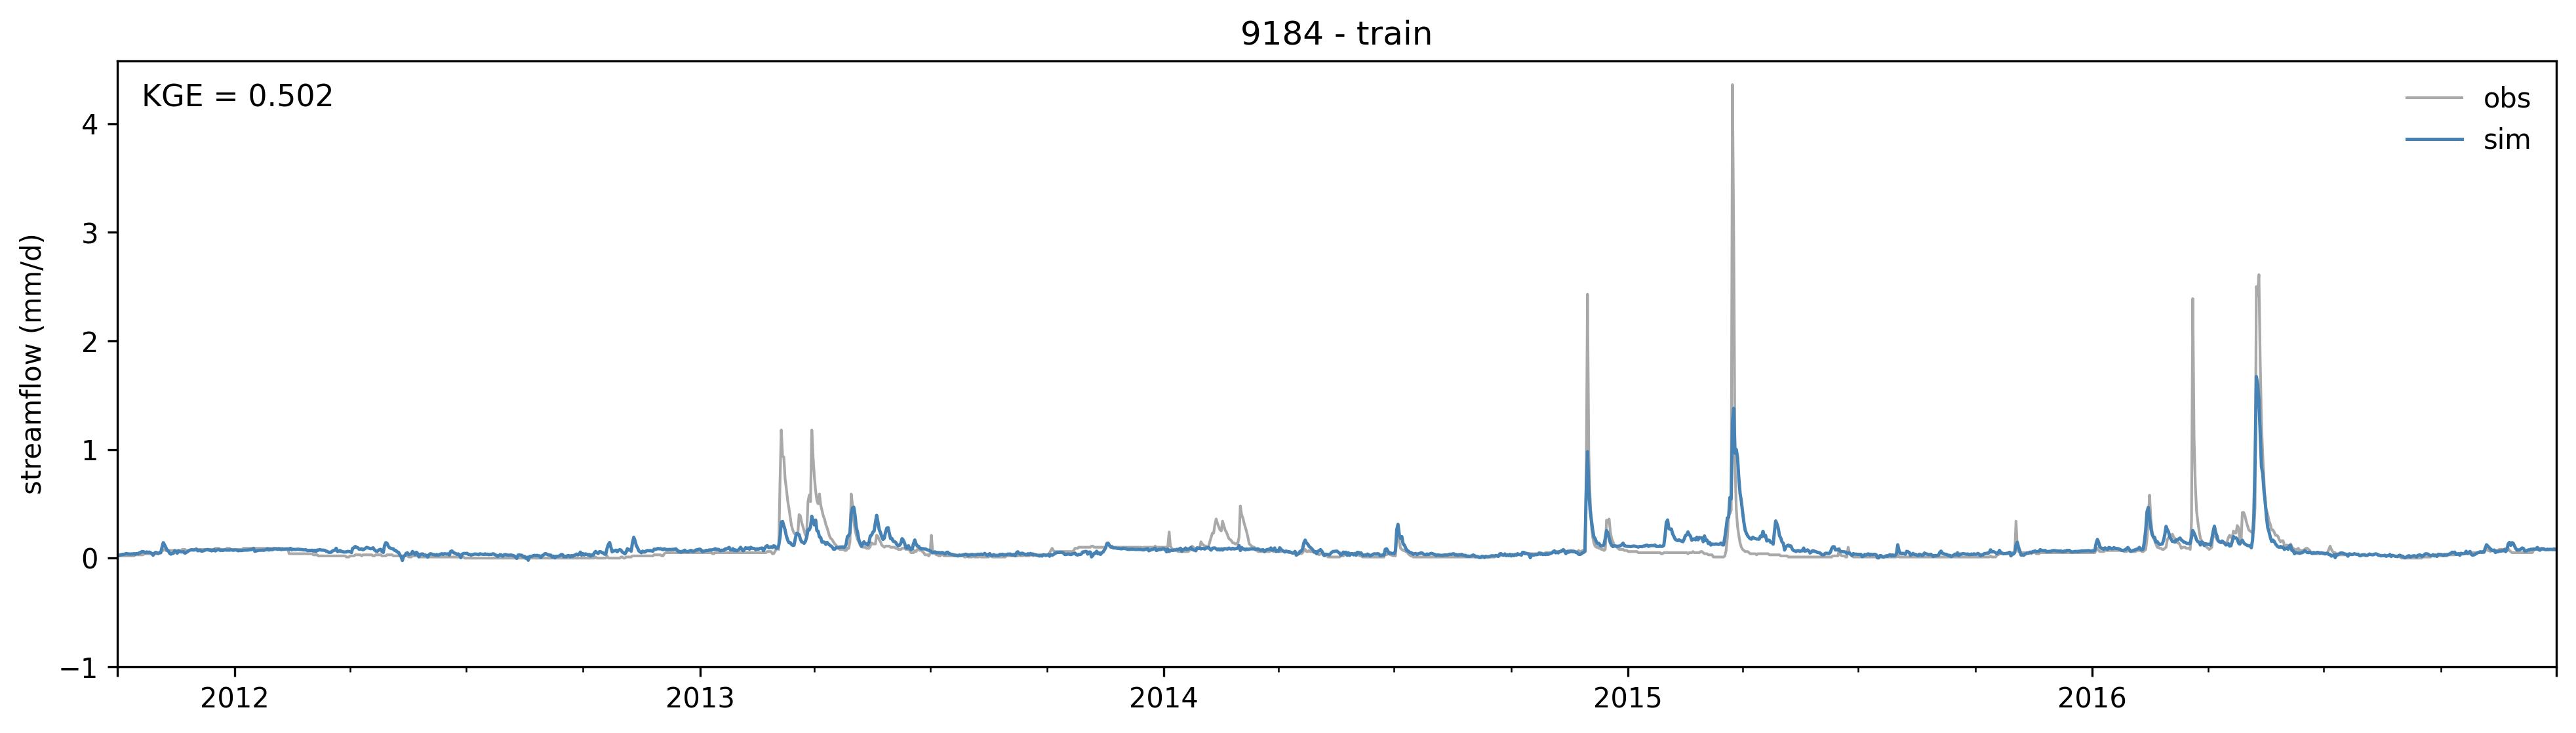 9184 - train
KGE = 0.502
obs
sim
streamflow (mm/d)
4
3
2
1
0
−1
2012
2013
2014
2015
2016